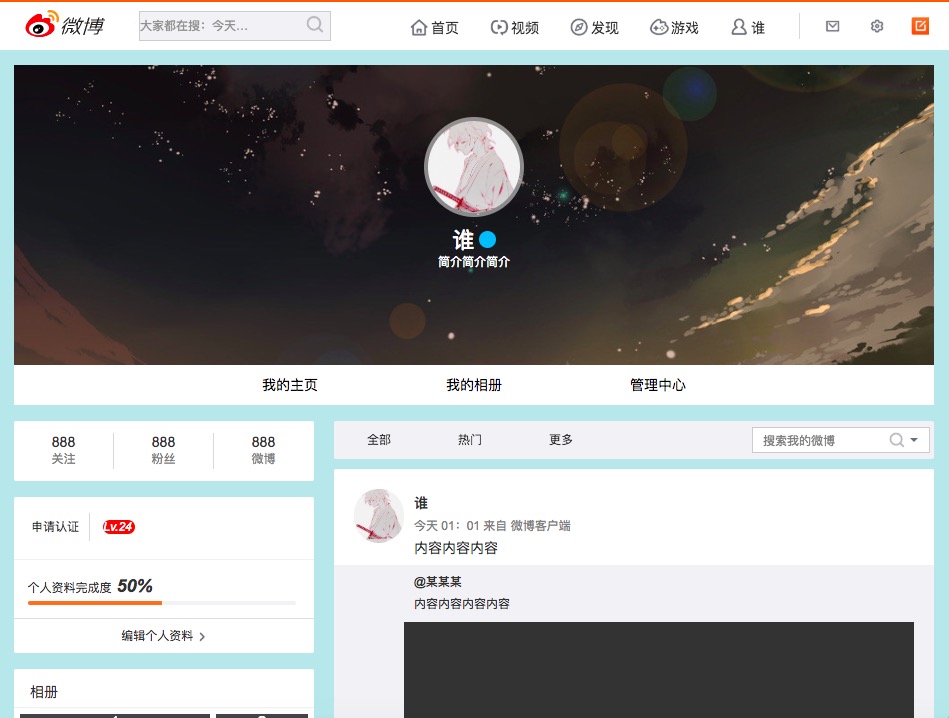 微博 大家都在搜：今天... 首页 视频 发现 游戏 谁
谁
简介简介简介
我的主页 我的相册 管理中心
888 888 888
关注 粉丝 微博
全部 热门 更多 搜索我的微博
申请认证 Lv.24
个人资料完成度 50%
编辑个人资料
相册
谁
今天 01：01 来自 微博客户端
内容内容内容
@某某某
内容内容内容内容